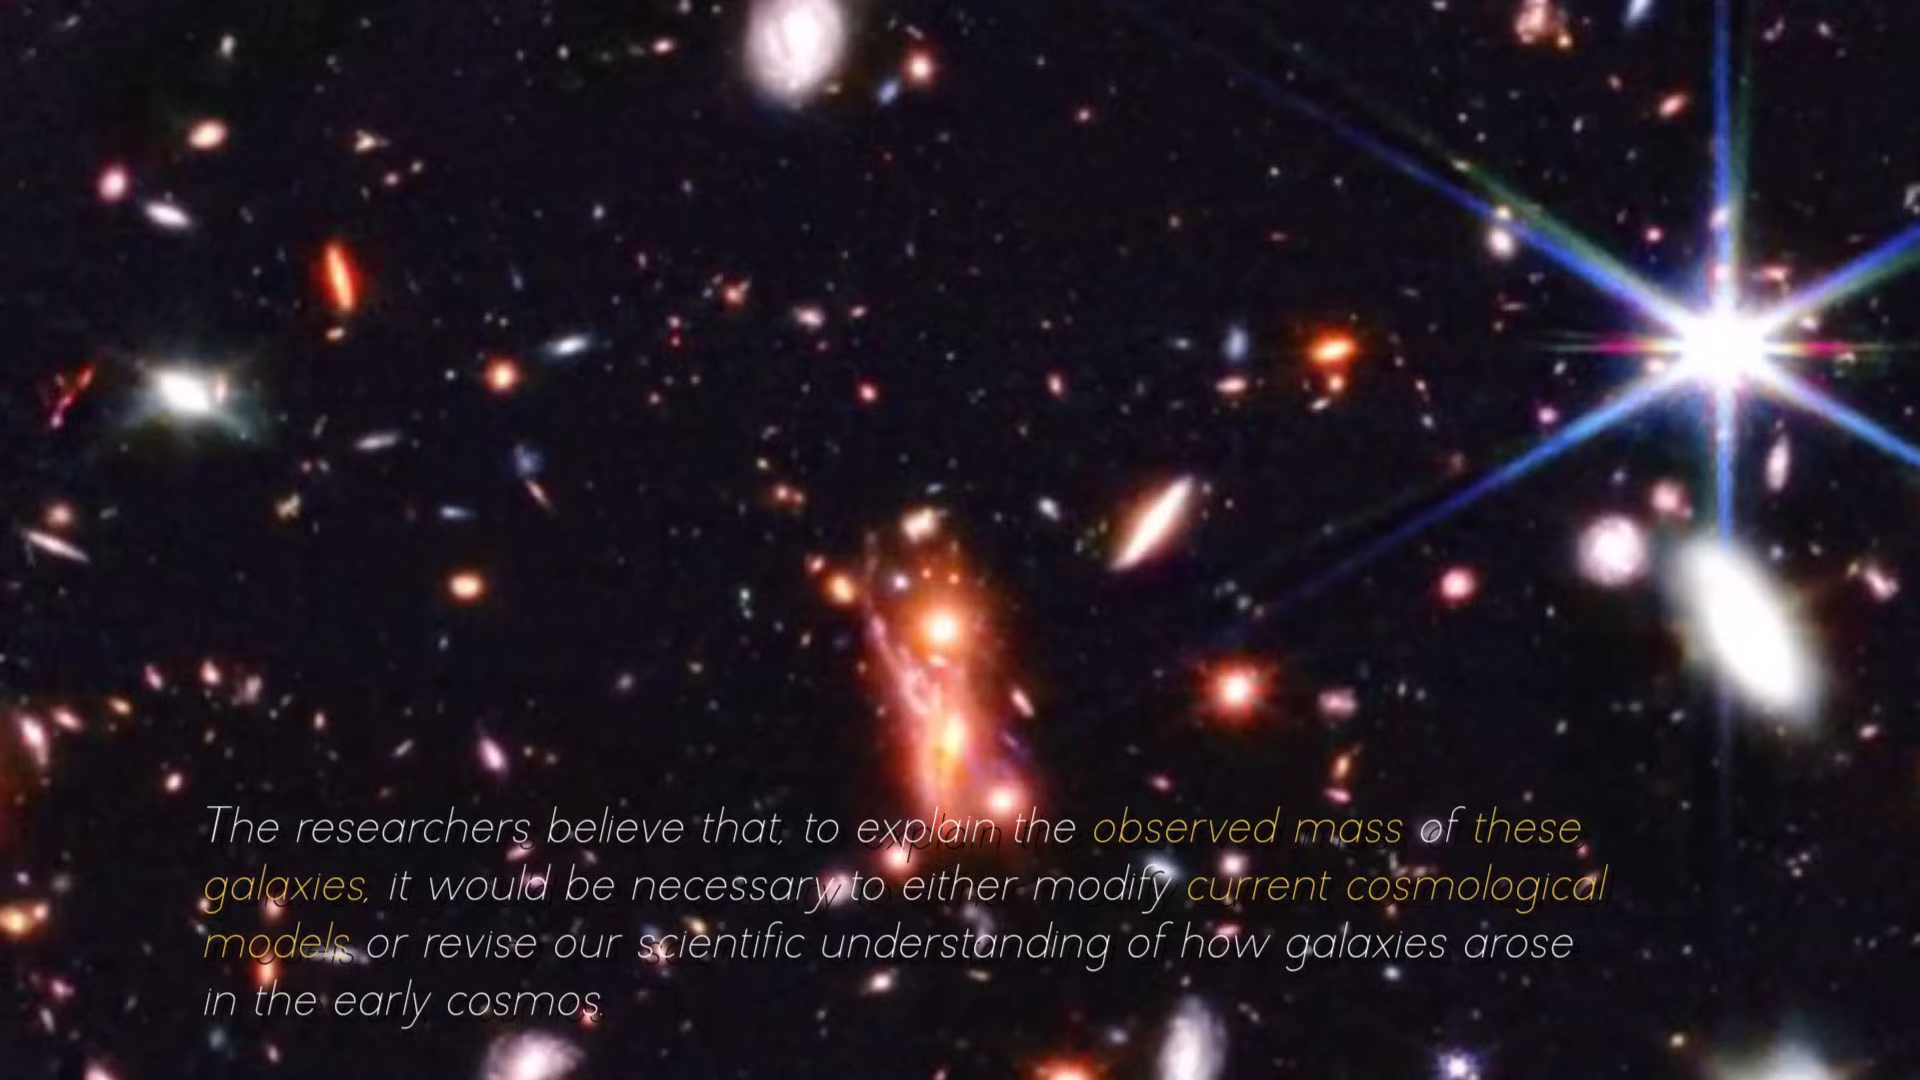 The researchers believe that, to explain the observed mass of these
galaxies, it would be necessary to either modify current cosmological
models or revise our scientific understanding of how galaxies arose
in the early cosmos.